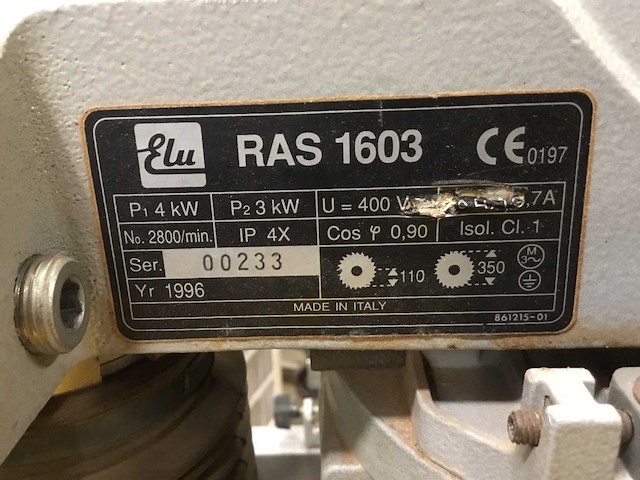 Elu RAS 1603 CE 0197
P1 4 kW P2 3 kW U = 400 V .7A
No. 2800/min. IP 4X Cos φ 0,90 Isol. Cl. 1
Ser. 00233 110 350 M 3~
Yr 1996
MADE IN ITALY
861215-01